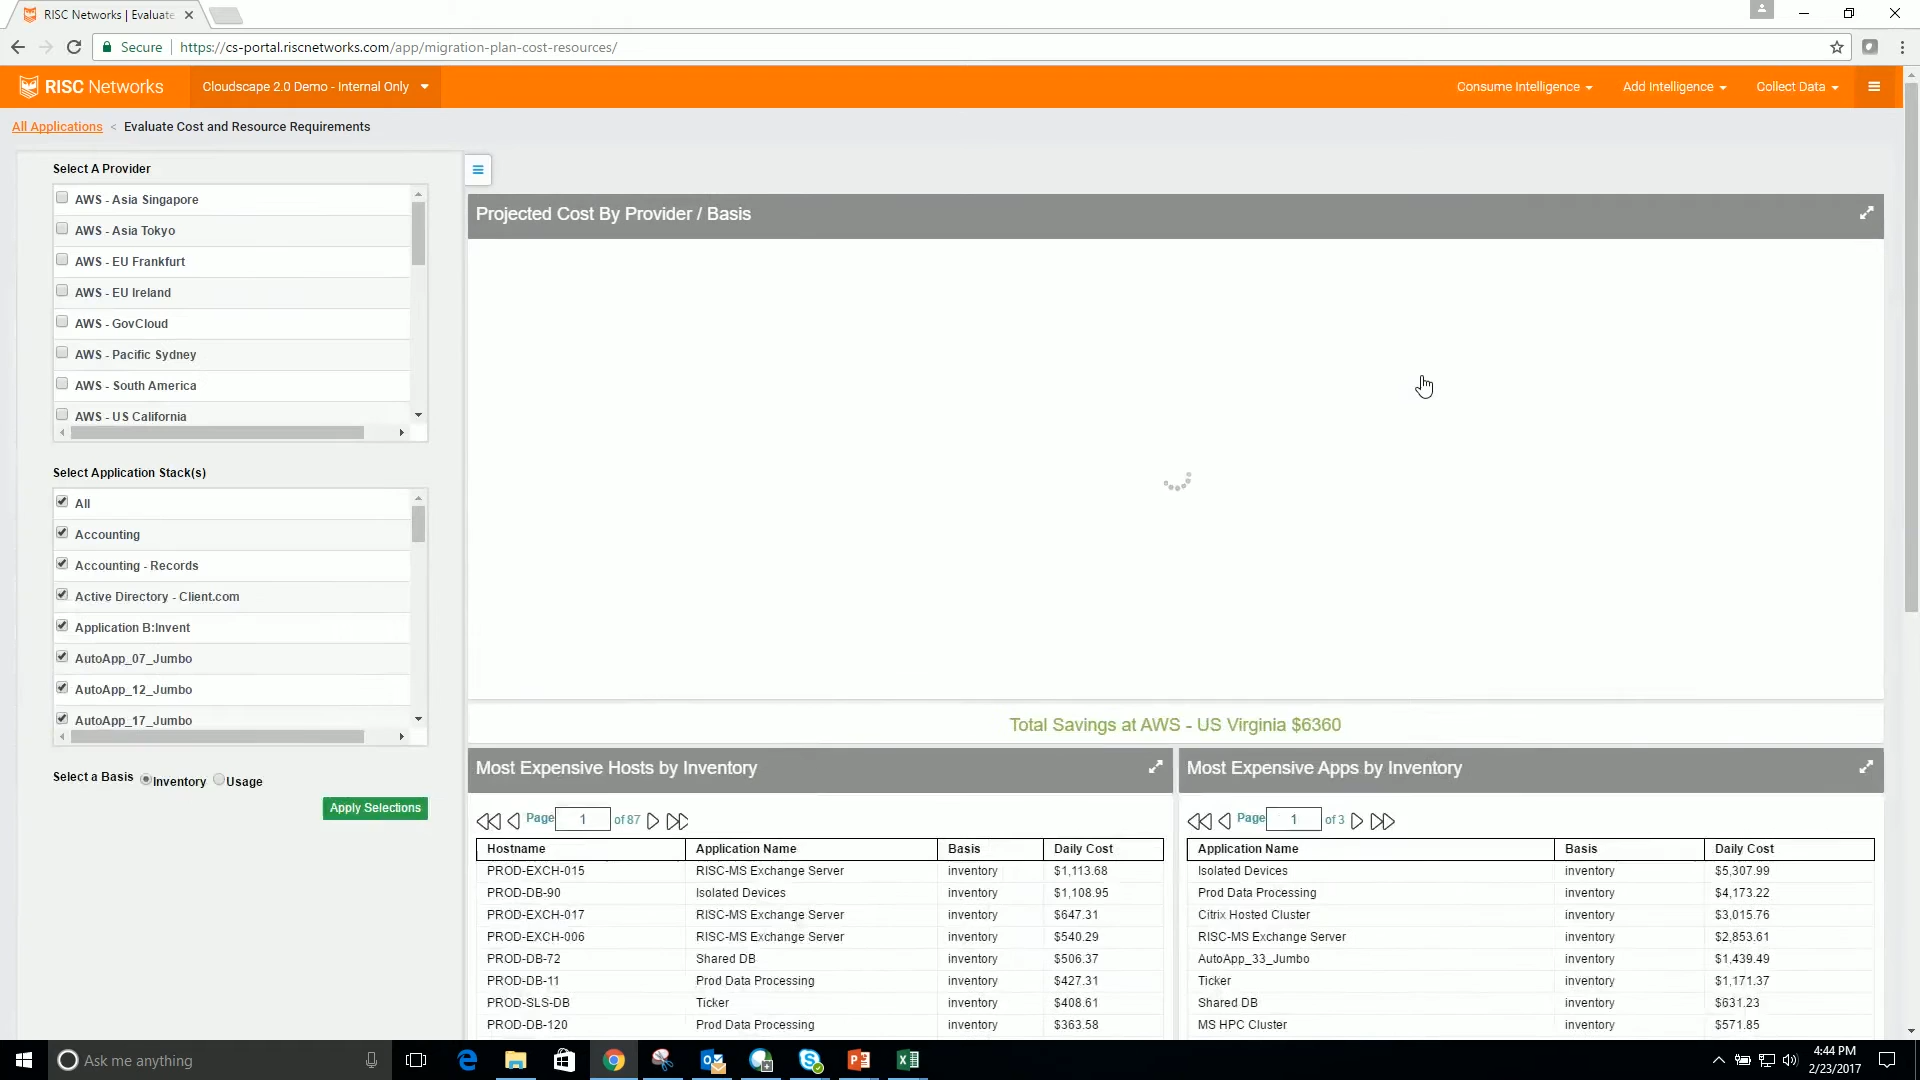 RISC Networks | Evaluate
Secure https://cs-portal.riscnetworks.com/app/migration-plan-cost-resources/
RISC Networks Cloudscape 2.0 Demo - Internal Only Consume Intelligence Add Intelligence Collect Data
All Applications < Evaluate Cost and Resource Requirements
Select A Provider
AWS - Asia Singapore
AWS - Asia Tokyo
AWS - EU Frankfurt
AWS - EU Ireland
AWS - GovCloud
AWS - Pacific Sydney
AWS - South America
AWS - US California
Select Application Stack(s)
All
Accounting
Accounting - Records
Active Directory - Client.com
Application B:Invent
AutoApp_07_Jumbo
AutoApp_12_Jumbo
AutoApp_17_Jumbo
Select a Basis Inventory Usage
Apply Selections
Projected Cost By Provider / Basis
Total Savings at AWS - US Virginia $6360
Most Expensive Hosts by Inventory
Page 1 of 87
Hostname Application Name Basis Daily Cost
PROD-EXCH-015 RISC-MS Exchange Server inventory $1,113.68
PROD-DB-90 Isolated Devices inventory $1,108.95
PROD-EXCH-017 RISC-MS Exchange Server inventory $647.31
PROD-EXCH-006 RISC-MS Exchange Server inventory $540.29
PROD-DB-72 Shared DB inventory $506.37
PROD-DB-11 Prod Data Processing inventory $427.31
PROD-SLS-DB Ticker inventory $408.61
PROD-DB-120 Prod Data Processing inventory $363.58
Most Expensive Apps by Inventory
Page 1 of 3
Application Name Basis Daily Cost
Isolated Devices inventory $5,307.99
Prod Data Processing inventory $4,173.22
Citrix Hosted Cluster inventory $3,015.76
RISC-MS Exchange Server inventory $2,853.61
AutoApp_33_Jumbo inventory $1,439.49
Ticker inventory $1,171.37
Shared DB inventory $631.23
MS HPC Cluster inventory $571.85
Ask me anything
4:44 PM
2/23/2017